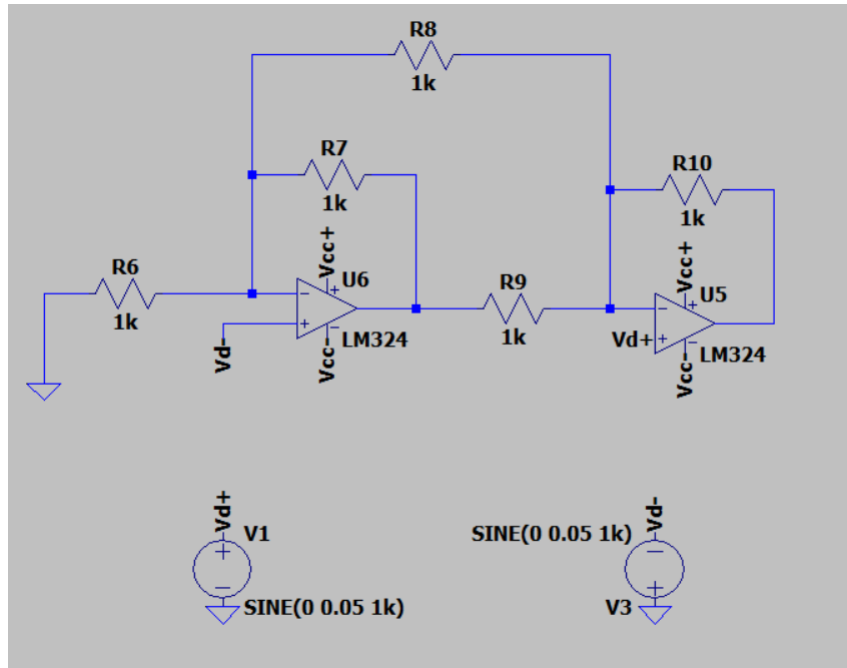 R8
1k
R7
1k
R10
1k
R6
1k
Vcc+
U6
LM324
Vcc-
Vd-
R9
1k
Vcc+
U5
Vd+
LM324
Vcc-
Vd+
V1
SINE(0 0.05 1k)
Vd-
SINE(0 0.05 1k)
V3